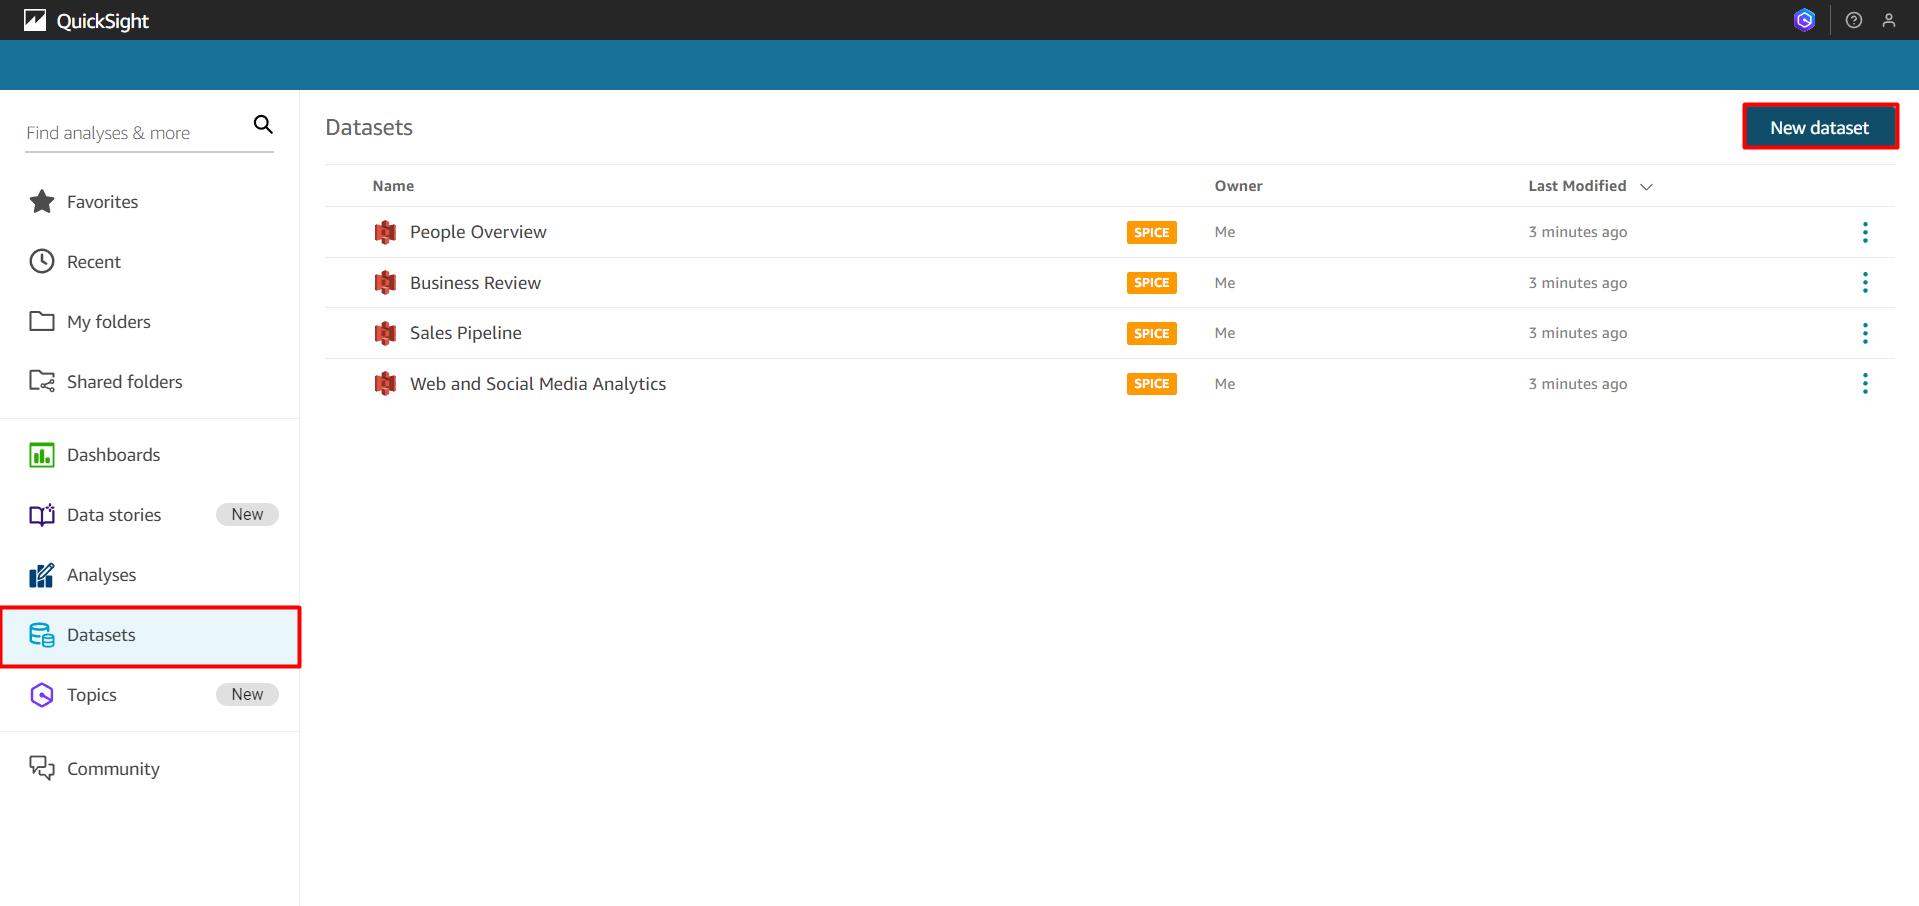 QuickSight
Find analyses & more
Favorites
Recent
My folders
Shared folders
Dashboards
Data stories New
Analyses
Datasets
Topics New
Community
Datasets
New dataset
Name Owner Last Modified
People Overview SPICE Me 3 minutes ago
Business Review SPICE Me 3 minutes ago
Sales Pipeline SPICE Me 3 minutes ago
Web and Social Media Analytics SPICE Me 3 minutes ago